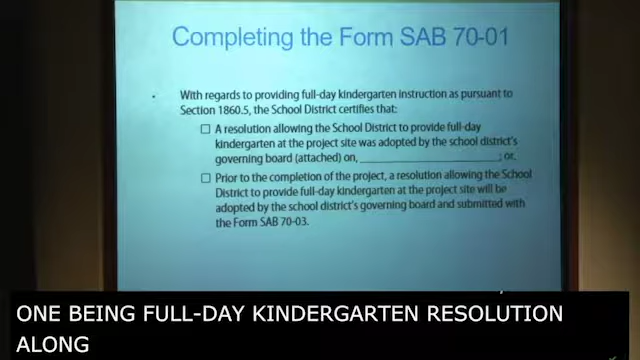 Completing the Form SAB 70-01
With regards to providing full-day kindergarten instruction as pursuant to
Section 1860.5, the School District certifies that:
A resolution allowing the School District to provide full-day
kindergarten at the project site was adopted by the school district's
governing board (attached) on, ____________________; or,
Prior to the completion of the project, a resolution allowing the School
District to provide full-day kindergarten at the project site will be
adopted by the school district's governing board and submitted with
the Form SAB 70-03.
ONE BEING FULL-DAY KINDERGARTEN RESOLUTION
ALONG